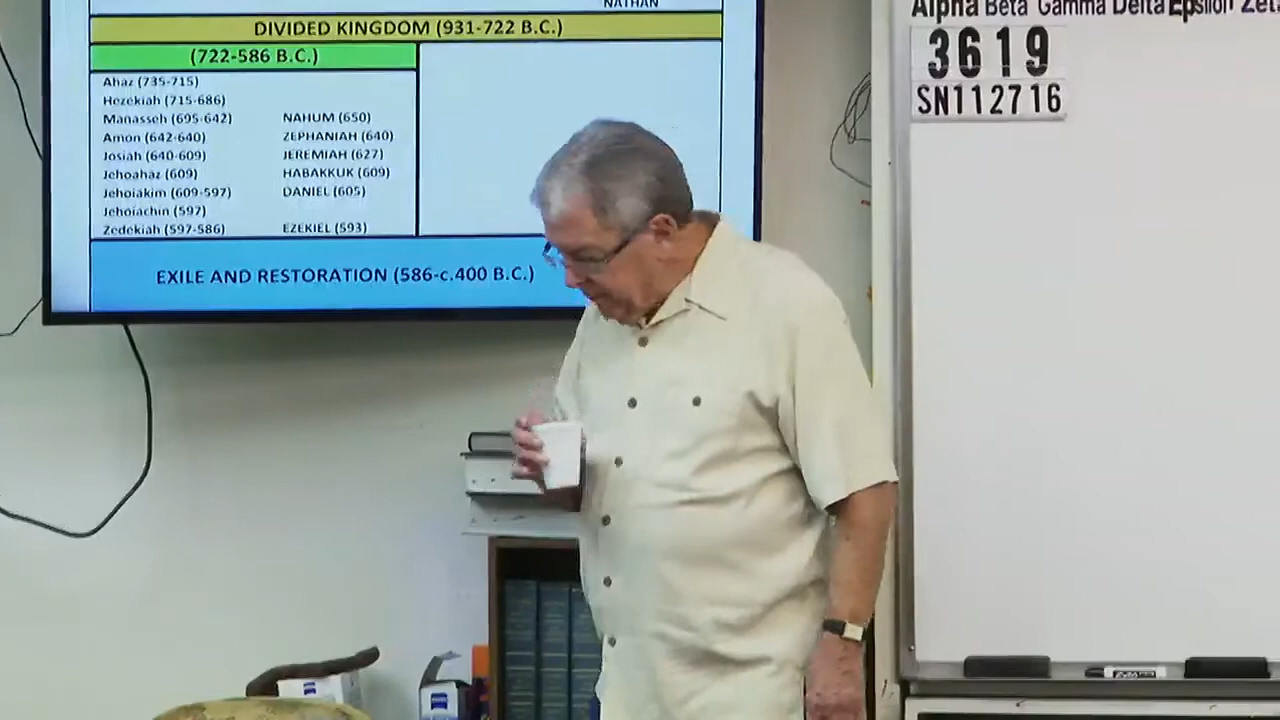 NATHAN
DIVIDED KINGDOM (931-722 B.C.)
(722-586 B.C.)
Ahaz (735-715)
Hezekiah (715-686)
Manasseh (695-642) NAHUM (650)
Amon (642-640) ZEPHANIAH (640)
Josiah (640-609) JEREMIAH (627)
Jehoahaz (609) HABAKKUK (609)
Jehoiakim (609-597) DANIEL (605)
Jehoiachin (597)
Zedekiah (597-586) EZEKIEL (593)
EXILE AND RESTORATION (586-c.400 B.C.)
Alpha Beta Gamma Delta Epsilon Zeta
3619
SN112716